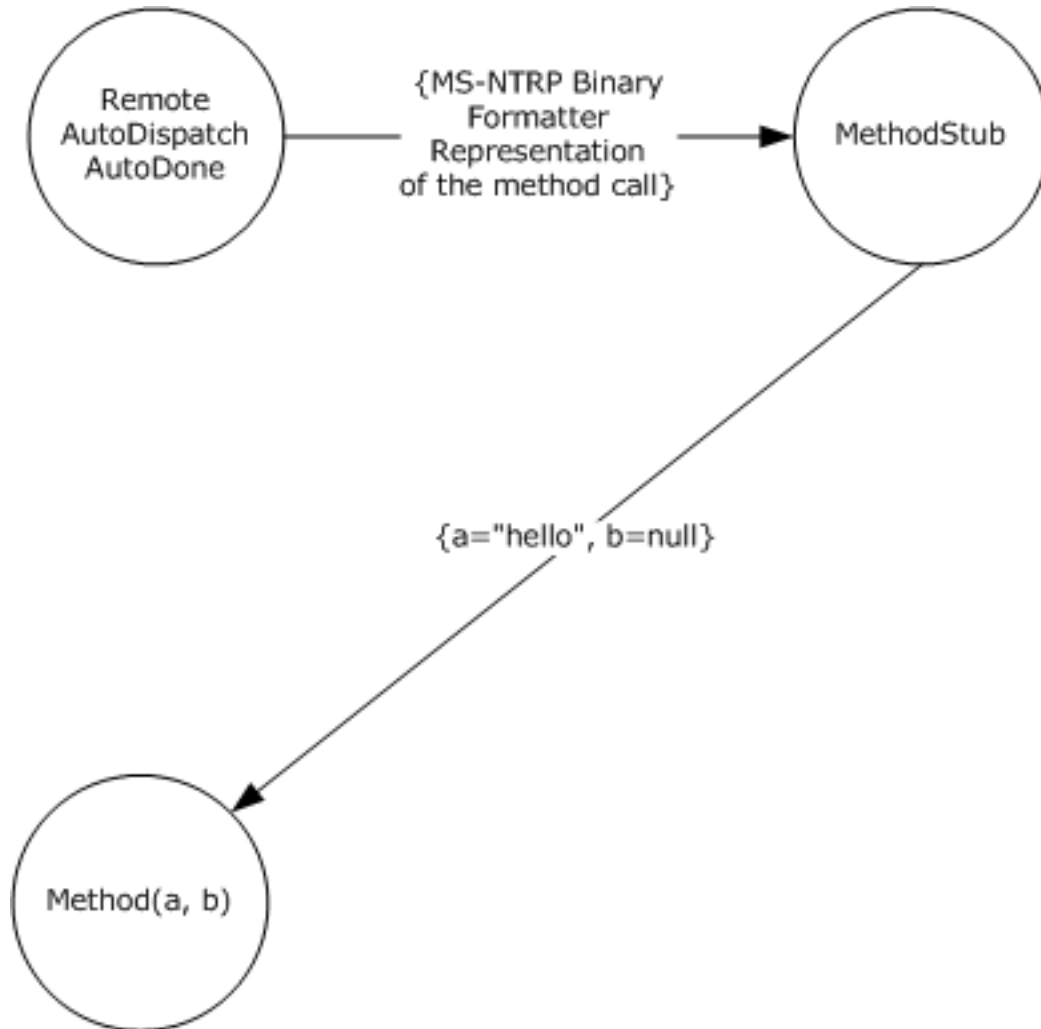 Remote
AutoDispatch
AutoDone
{MS-NTRP Binary
Formatter
Representation
of the method call}
MethodStub
{a="hello", b=null}
Method(a, b)